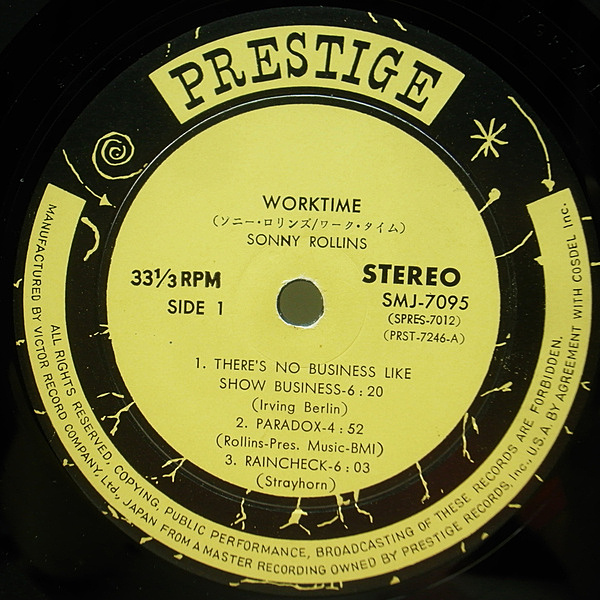 PRESTIGE
WORKTIME
(ソニー・ロリンズ/ワーク・タイム)
SONNY ROLLINS
33 1/3 RPM
SIDE 1
STEREO
SMJ-7095
(SPRES-7012)
(PRST-7246-A)
1. THERE'S NO BUSINESS LIKE
SHOW BUSINESS-6:20
(Irving Berlin)
2. PARADOX-4:52
(Rollins-Pres. Music-BMI)
3. RAINCHECK-6:03
(Strayhorn)
ALL RIGHTS RESERVED, COPYING, PUBLIC PERFORMANCE, BROADCASTING OF THESE RECORDS ARE FORBIDDEN.
MANUFACTURED BY VICTOR RECORD COMPANY, Ltd., JAPAN FROM A MASTER RECORDING OWNED BY PRESTIGE RECORDS, Inc., U.S.A. BY AGREEMENT WITH COSDEL Inc.